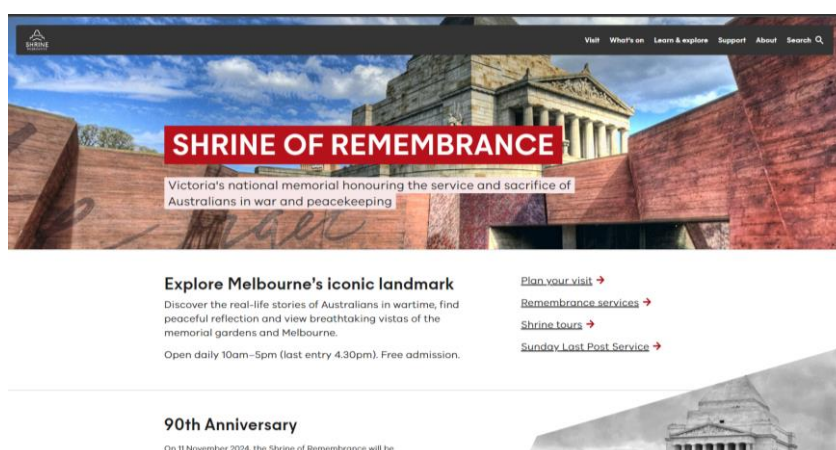 SHRINE
Visit What's on Learn & explore Support About Search
SHRINE OF REMEMBRANCE
Victoria's national memorial honouring the service and sacrifice of
Australians in war and peacekeeping
Explore Melbourne's iconic landmark
Discover the real-life stories of Australians in wartime, find
peaceful reflection and view breathtaking vistas of the
memorial gardens and Melbourne.
Open daily 10am–5pm (last entry 4.30pm). Free admission.
Plan your visit →
Remembrance services →
Shrine tours →
Sunday Last Post Service →
90th Anniversary
On 11 November 2024, the Shrine of Remembrance will be